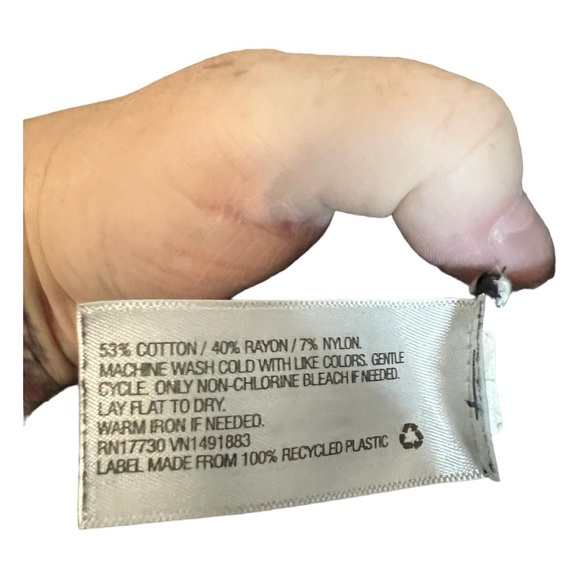 53% COTTON / 40% RAYON / 7% NYLON.
MACHINE WASH COLD WITH LIKE COLORS. GENTLE
CYCLE. ONLY NON-CHLORINE BLEACH IF NEEDED.
LAY FLAT TO DRY.
WARM IRON IF NEEDED.
RN17730 VN1491883
LABEL MADE FROM 100% RECYCLED PLASTIC